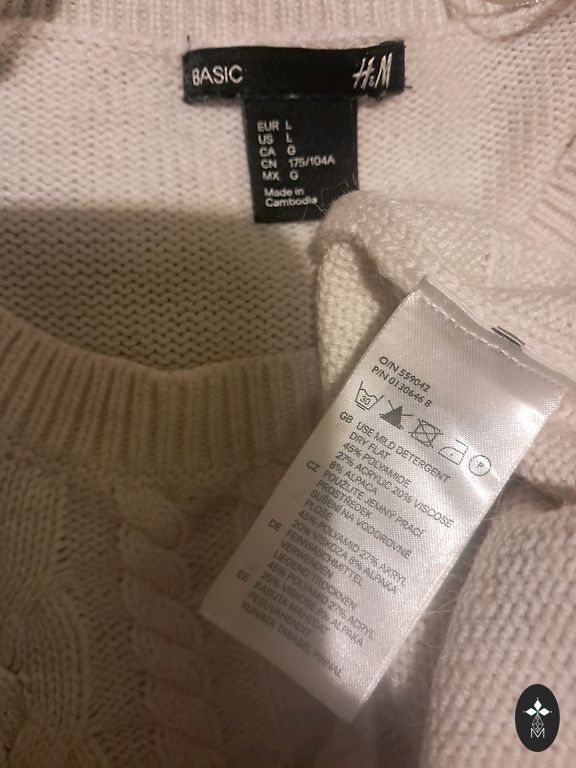 BASIC H&M
EUR L
US L
CA G
CN 175/104A
MX G
Made in
Cambodia
O/N 559042
P/N 0130646 8
30
P
GB USE MILD DETERGENT
DRY FLAT
45% POLYAMIDE
27% ACRYLIC 20% VISCOSE
8% ALPACA
CZ POUŽIJTE JEMNÝ PRACÍ
PROSTŘEDEK
SUŠENÍ NA VODOROVNÉ
PLOŠE
45% POLYAMID 27% AKRYL
20% VISKOZA 8% ALPAKA
DE FEINWASCHMITTEL
VERWENDEN
LIEGEND TROCKNEN
45% POLYAMID 27% ACRYL
20% VISKOSE 8% ALPAKA
EE KASUTA MAHEDAT
PESUVAHENDIT
KUIVATA TASASEL PINNAL
M